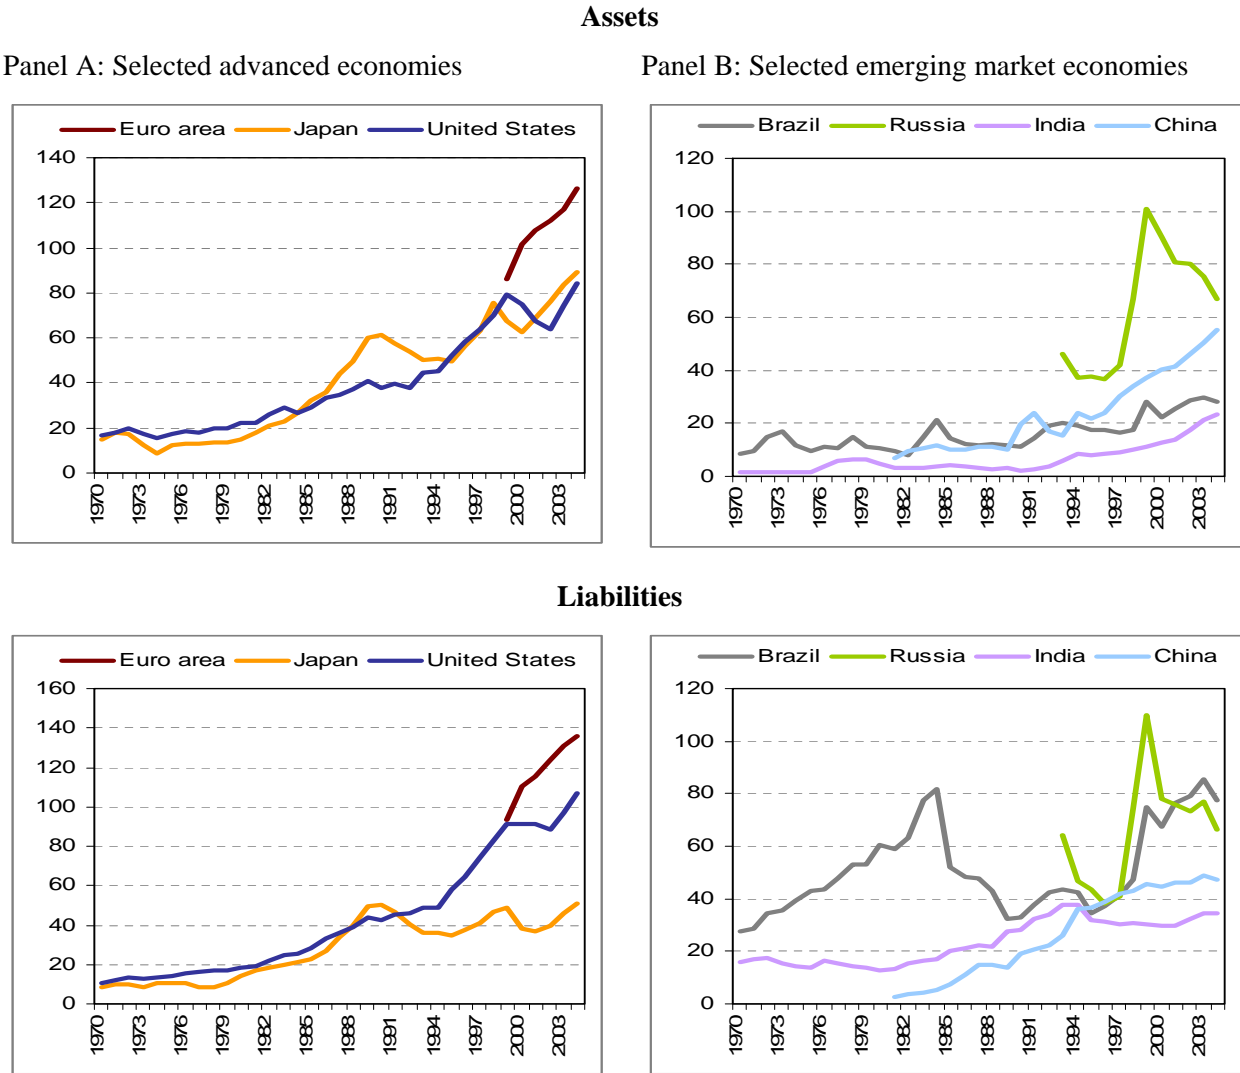 Assets
Panel A: Selected advanced economies
Panel B: Selected emerging market economies
Euro area Japan United States
140
120
100
80
60
40
20
0
1970 1973 1976 1979 1982 1985 1988 1991 1994 1997 2000 2003
Brazil Russia India China
120
100
80
60
40
20
0
1970 1973 1976 1979 1982 1985 1988 1991 1994 1997 2000 2003
Liabilities
Euro area Japan United States
160
140
120
100
80
60
40
20
0
1970 1973 1976 1979 1982 1985 1988 1991 1994 1997 2000 2003
Brazil Russia India China
120
100
80
60
40
20
0
1970 1973 1976 1979 1982 1985 1988 1991 1994 1997 2000 2003